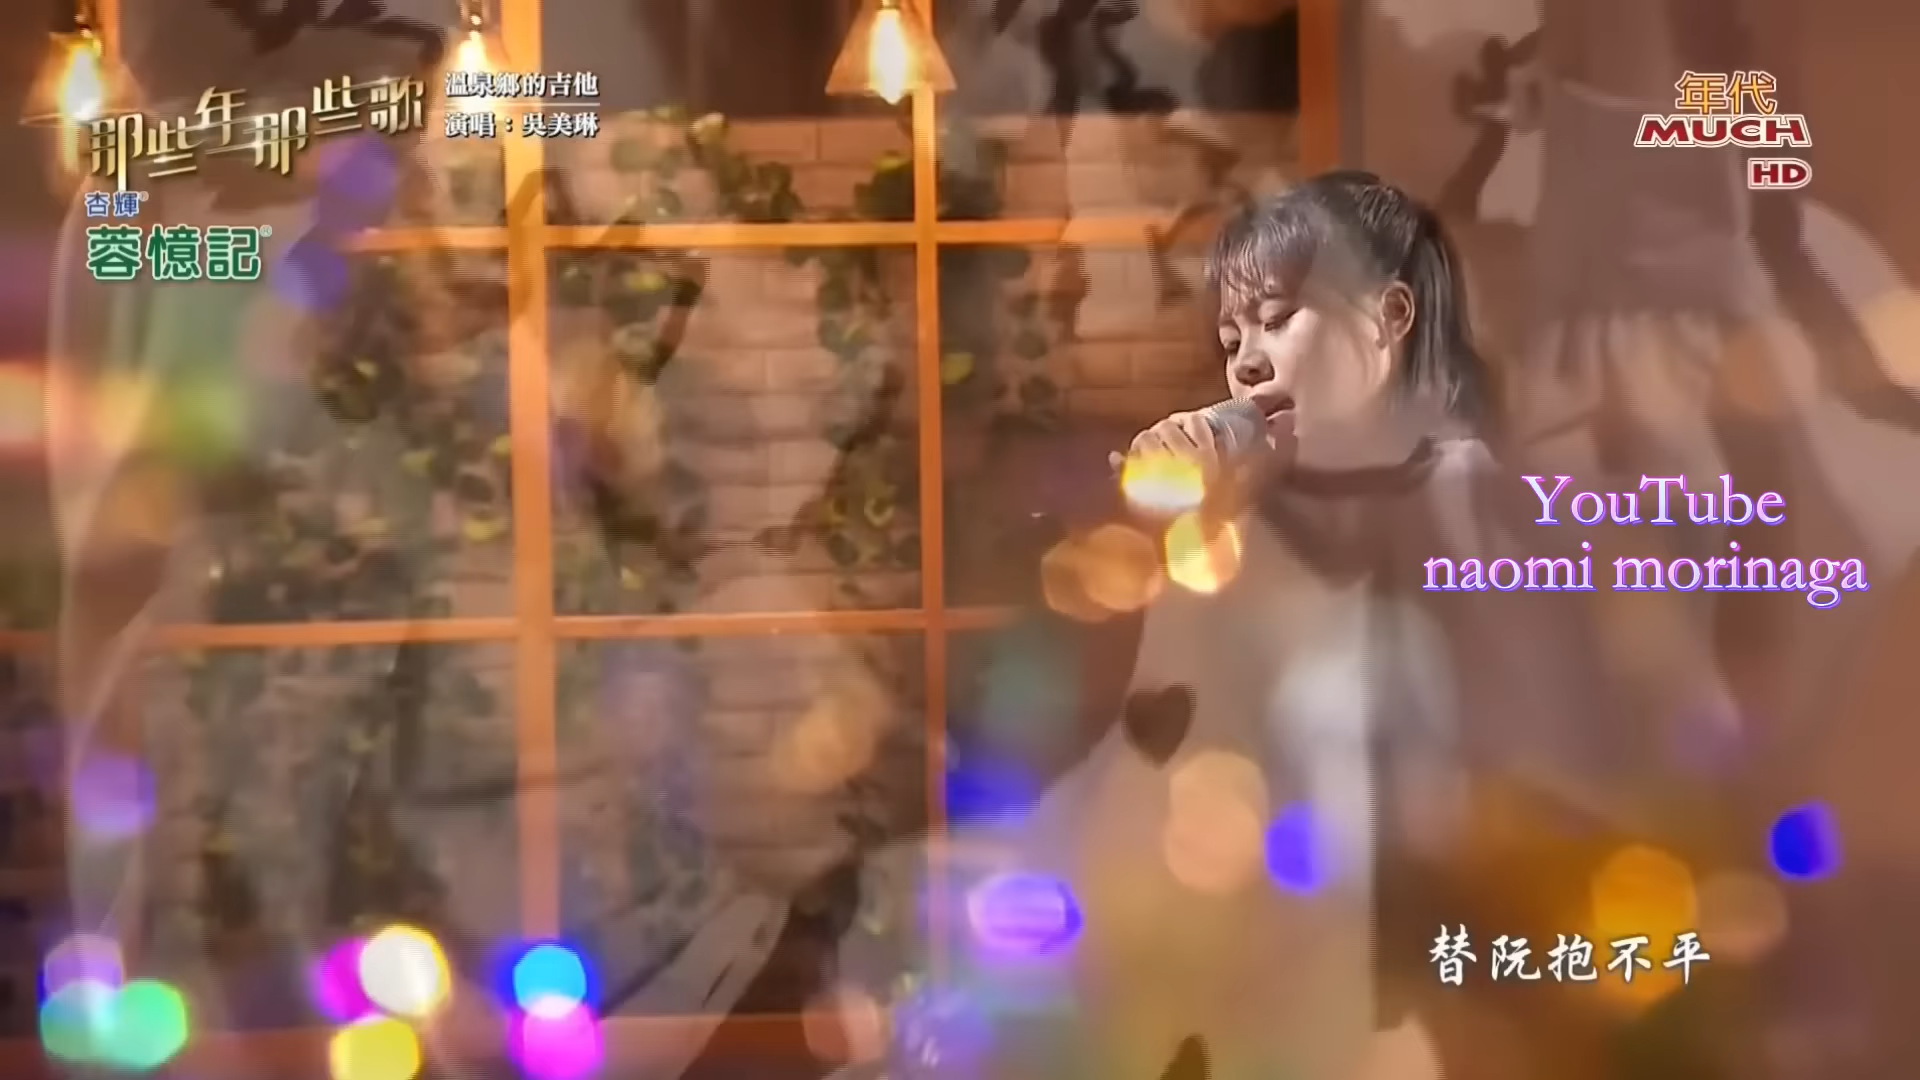 那些年那些歌
溫泉鄉的吉他
演唱：吳美琳
杏輝®
蓉憶記®
年代
MUCH
HD
YouTube
naomi morinaga
替阮抱不平